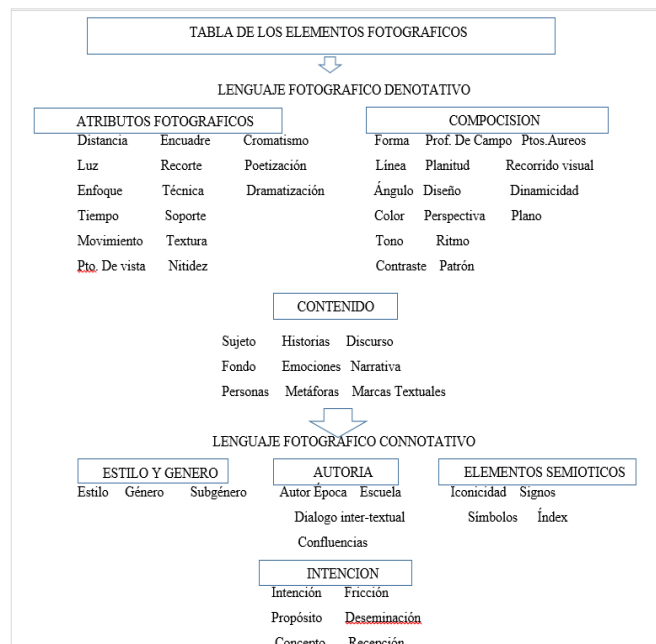 TABLA DE LOS ELEMENTOS FOTOGRAFICOS
LENGUAJE FOTOGRAFICO DENOTATIVO
ATRIBUTOS FOTOGRAFICOS
Distancia Encuadre Cromatismo
Luz Recorte Poetización
Enfoque Técnica Dramatización
Tiempo Soporte
Movimiento Textura
Pto. De vista Nitidez
COMPOCISION
Forma Prof. De Campo Ptos.Aureos
Línea Planitud Recorrido visual
Ángulo Diseño Dinamicidad
Color Perspectiva Plano
Tono Ritmo
Contraste Patrón
CONTENIDO
Sujeto Historias Discurso
Fondo Emociones Narrativa
Personas Metáforas Marcas Textuales
LENGUAJE FOTOGRAFICO CONNOTATIVO
ESTILO Y GENERO
Estilo Género Subgénero
AUTORIA
Autor Época Escuela
Dialogo inter-textual
Confluencias
ELEMENTOS SEMIOTICOS
Iconicidad Signos
Símbolos Índex
INTENCION
Intención Fricción
Propósito Deseminación
Concepto Recepción